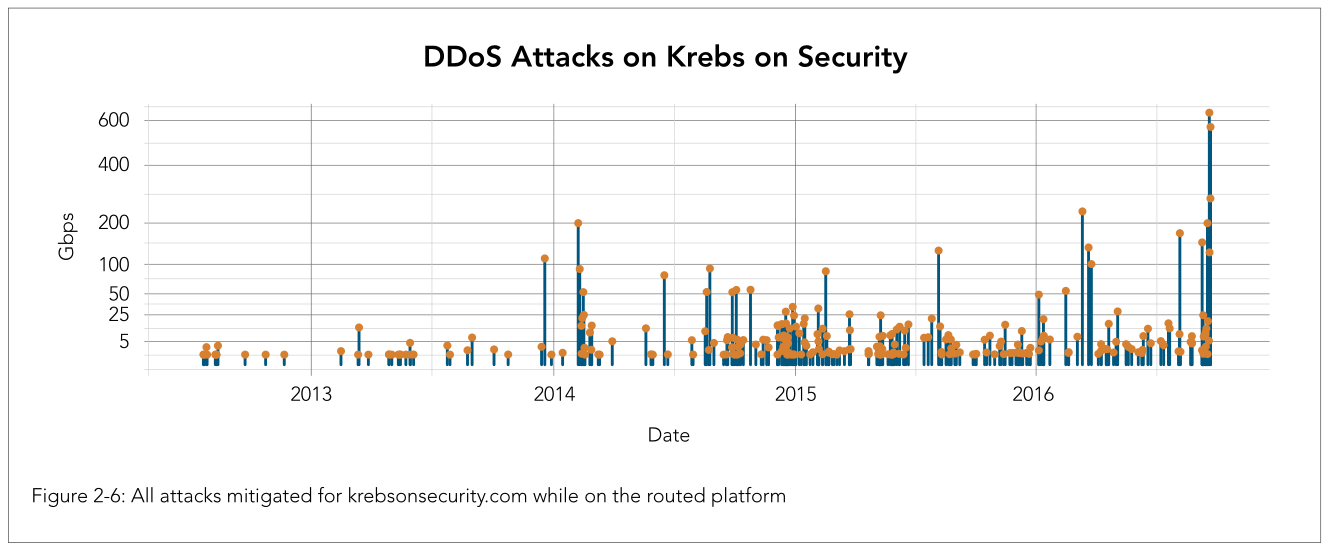 DDoS Attacks on Krebs on Security
600
400
200
100
50
25
5
Gbps
2013 2014 2015 2016
Date
Figure 2-6: All attacks mitigated for krebsonsecurity.com while on the routed platform